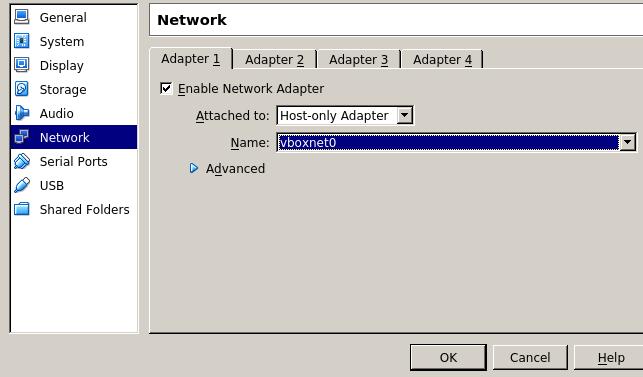 General
System
Display
Storage
Audio
Network
Serial Ports
USB
Shared Folders
Network
Adapter 1 Adapter 2 Adapter 3 Adapter 4
Enable Network Adapter
Attached to: Host-only Adapter
Name: vboxnet0
Advanced
OK Cancel Help